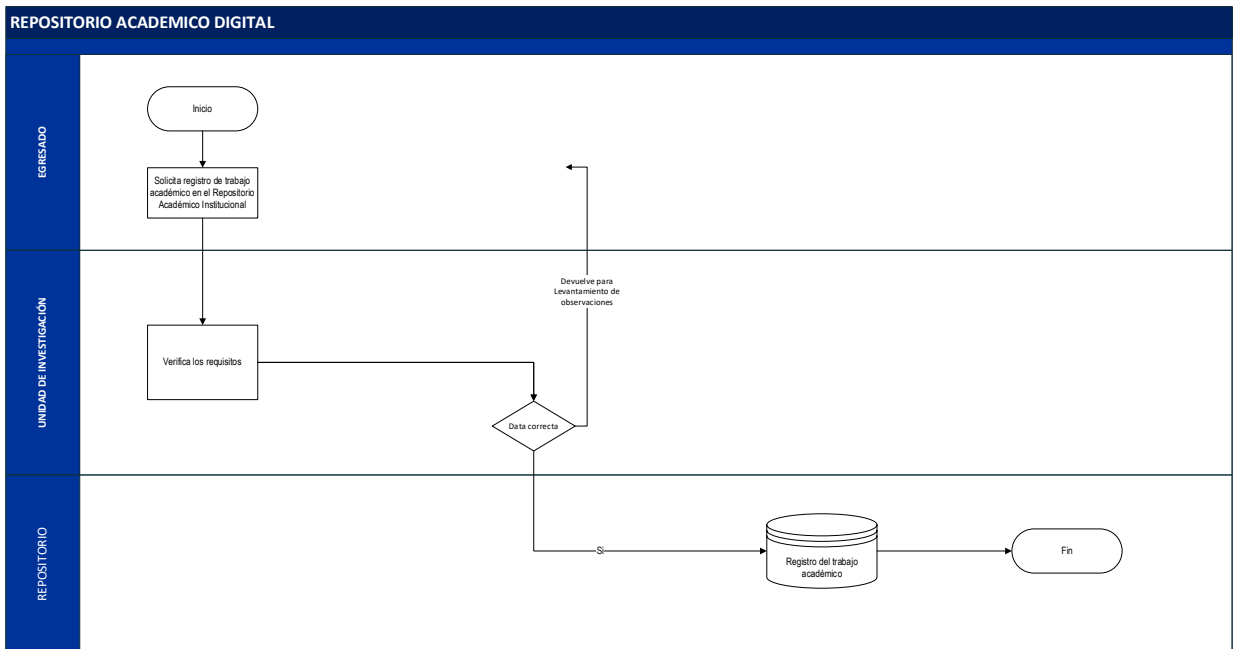 REPOSITORIO ACADEMICO DIGITAL
EGRESADO
Inicio
Solicita registro de trabajo
académico en el Repositorio
Académico Institucional
UNIDAD DE INVESTIGACIÓN
Devuelve para
Levantamiento de
observaciones
Verifica los requisitos
Data correcta
REPOSITORIO
Si
Registro del trabajo
académico
Fin